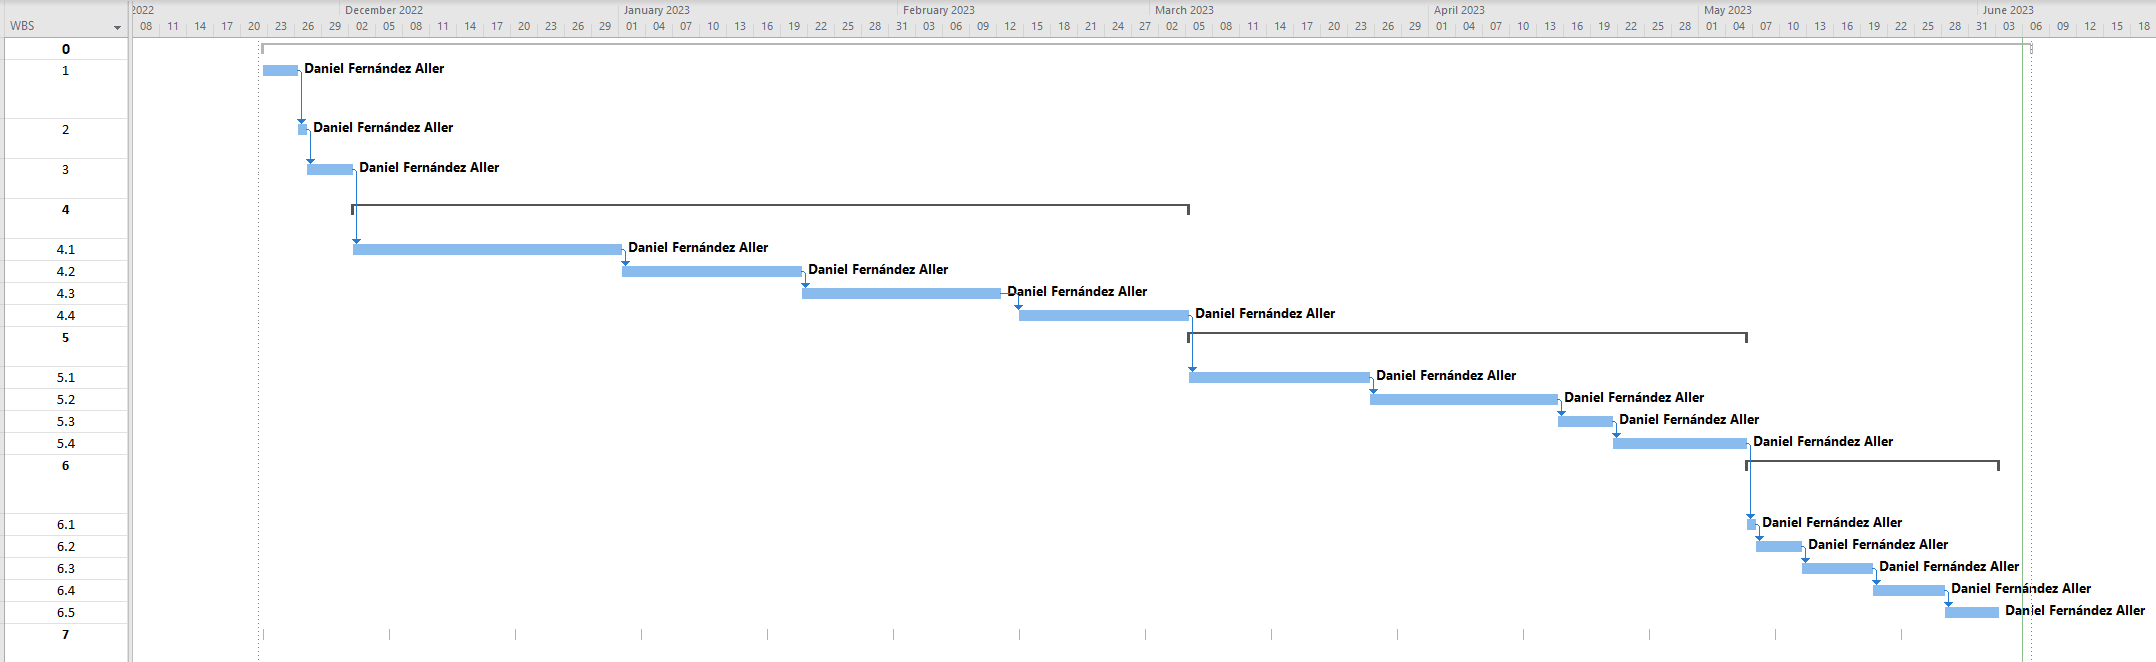 2022 December 2022 January 2023 February 2023 March 2023 April 2023 May 2023 June 2023
WBS 08 11 14 17 20 23 26 29 02 05 08 11 14 17 20 23 26 29 01 04 07 10 13 16 19 22 25 28 31 03 06 09 12 15 18 21 24 27 02 05 08 11 14 17 20 23 26 29 01 04 07 10 13 16 19 22 25 28 01 04 07 10 13 16 19 22 25 28 31 03 06 09 12 15 18
0
1 Daniel Fernández Aller
2 Daniel Fernández Aller
3 Daniel Fernández Aller
4
4.1 Daniel Fernández Aller
4.2 Daniel Fernández Aller
4.3 Daniel Fernández Aller
4.4 Daniel Fernández Aller
5
5.1 Daniel Fernández Aller
5.2 Daniel Fernández Aller
5.3 Daniel Fernández Aller
5.4 Daniel Fernández Aller
6
6.1 Daniel Fernández Aller
6.2 Daniel Fernández Aller
6.3 Daniel Fernández Aller
6.4 Daniel Fernández Aller
6.5 Daniel Fernández Aller
7